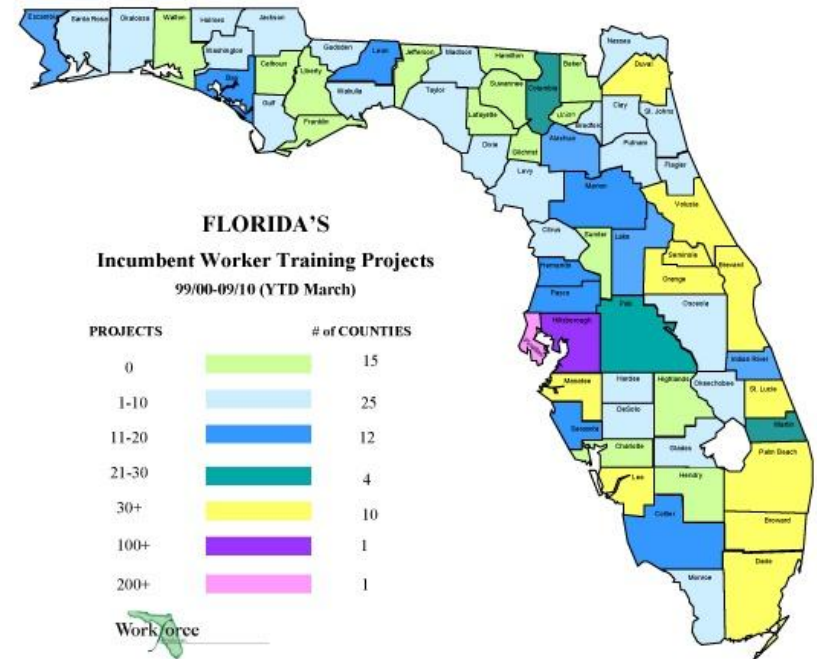 Escambia
Santa Rosa
Okaloosa
Walton
Holmes
Jackson
Washington
Bay
Calhoun
Gulf
Liberty
Gadsden
Franklin
Leon
Wakulla
Jefferson
Madison
Taylor
Hamilton
Suwannee
Lafayette
Columbia
Dixie
Gilchrist
Baker
Union
Bradford
Alachua
Levy
Nassau
Duval
Clay
St. Johns
Putnam
Flagler
Marion
Volusia
Citrus
Sumter
Lake
Seminole
Orange
Brevard
Hernando
Pasco
Polk
Osceola
Hillsborough
Indian River
Manatee
Hardee
Highlands
Okeechobee
St. Lucie
DeSoto
Sarasota
Martin
Charlotte
Glades
Palm Beach
Lee
Hendry
Collier
Broward
Dade
Monroe
FLORIDA'S
Incumbent Worker Training Projects
99/00-09/10 (YTD March)
PROJECTS # of COUNTIES
0 15
1-10 25
11-20 12
21-30 4
30+ 10
100+ 1
200+ 1
Workforce